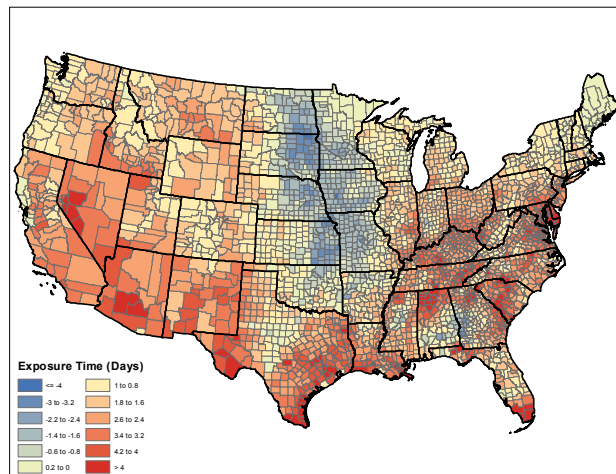 Exposure Time (Days)
<= -4
-3 to -3.2
-2.2 to -2.4
-1.4 to -1.6
-0.6 to -0.8
0.2 to 0
1 to 0.8
1.8 to 1.6
2.6 to 2.4
3.4 to 3.2
4.2 to 4
> 4